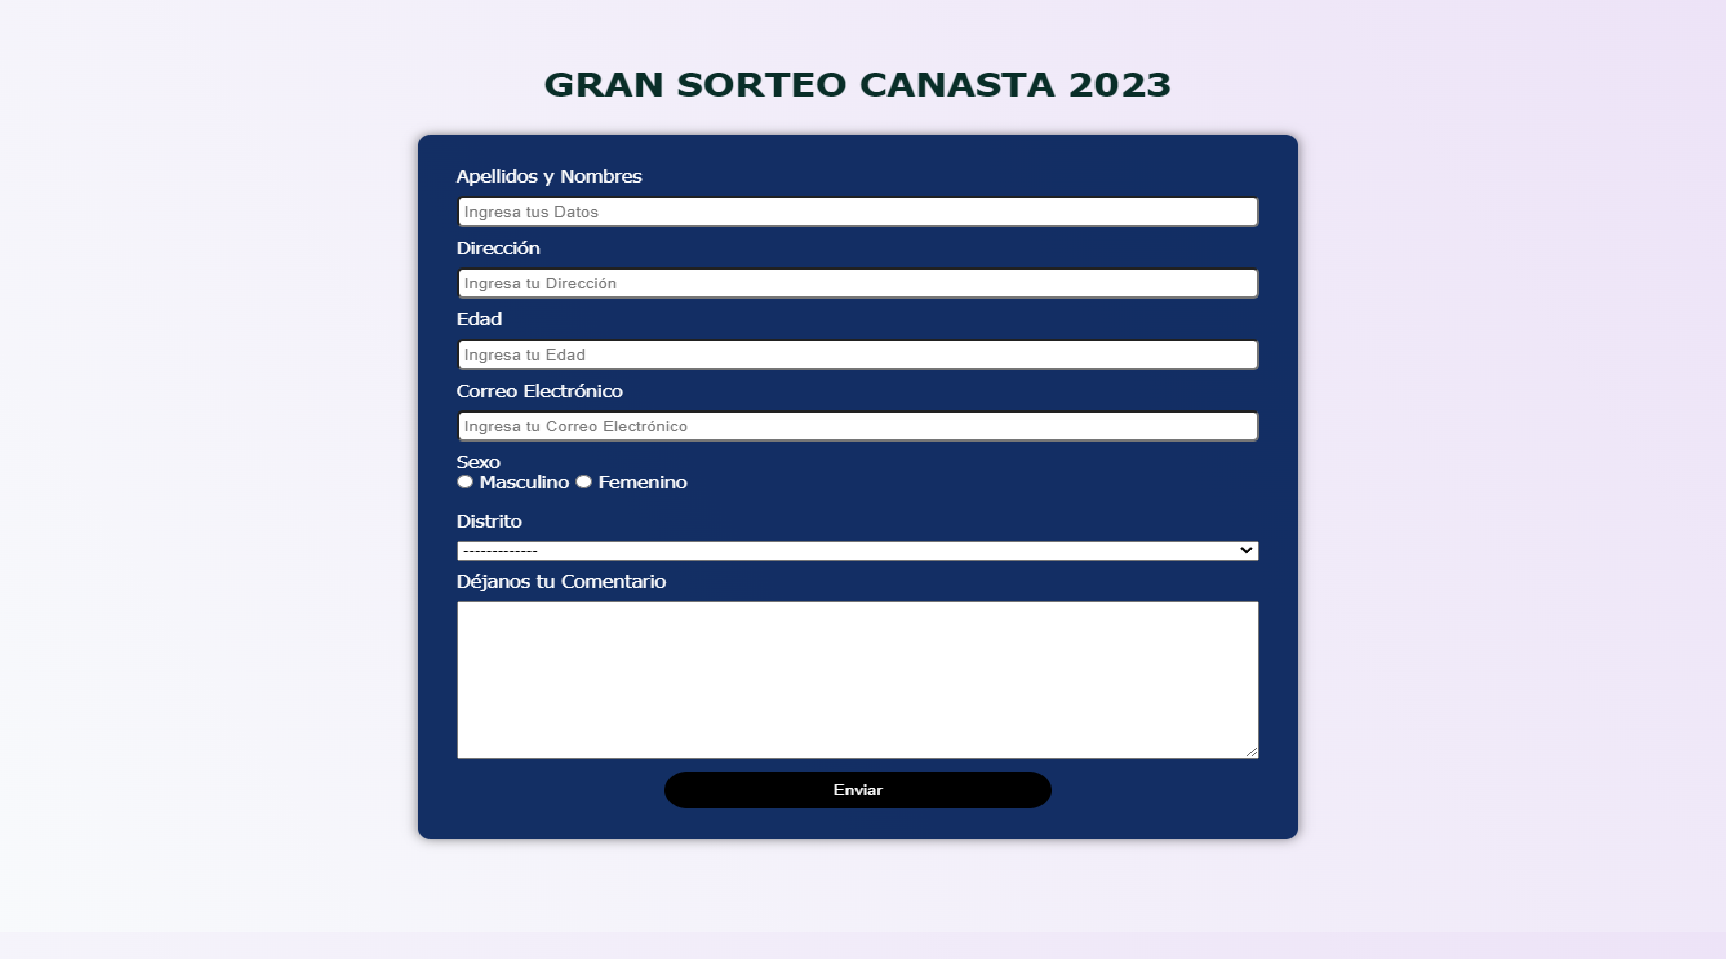 GRAN SORTEO CANASTA 2023
Apellidos y Nombres
Ingresa tus Datos
Dirección
Ingresa tu Dirección
Edad
Ingresa tu Edad
Correo Electrónico
Ingresa tu Correo Electrónico
Sexo
Masculino Femenino
Distrito
-------------
Déjanos tu Comentario
Enviar